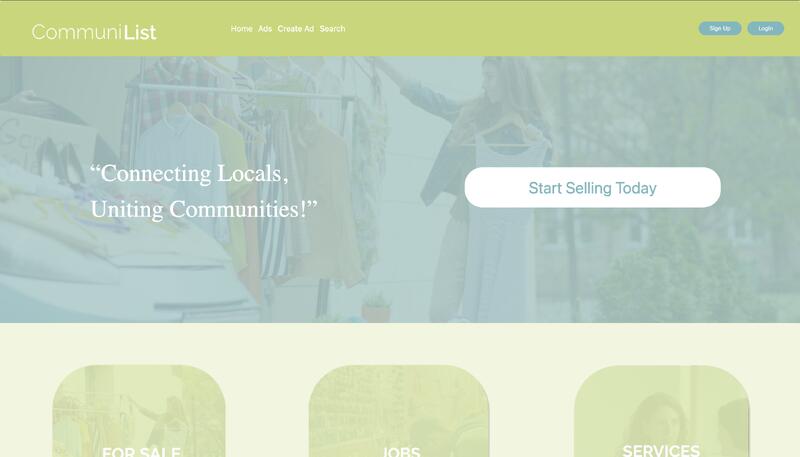 CommuniList
Home Ads Create Ad Search
Sign Up
Login
“Connecting Locals,
Uniting Communities!”
Start Selling Today
FOR SALE
JOBS
SERVICES